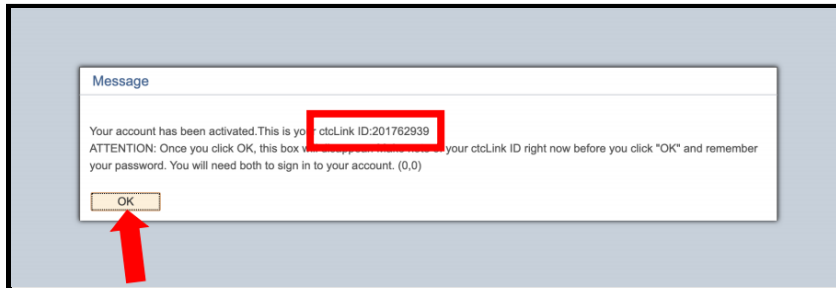 Message
Your account has been activated.This is your ctcLink ID:201762939
ATTENTION: Once you click OK, this box your ctcLink ID right now before you click "OK" and remember
your password. You will need both to sign in to your account. (0,0)
OK